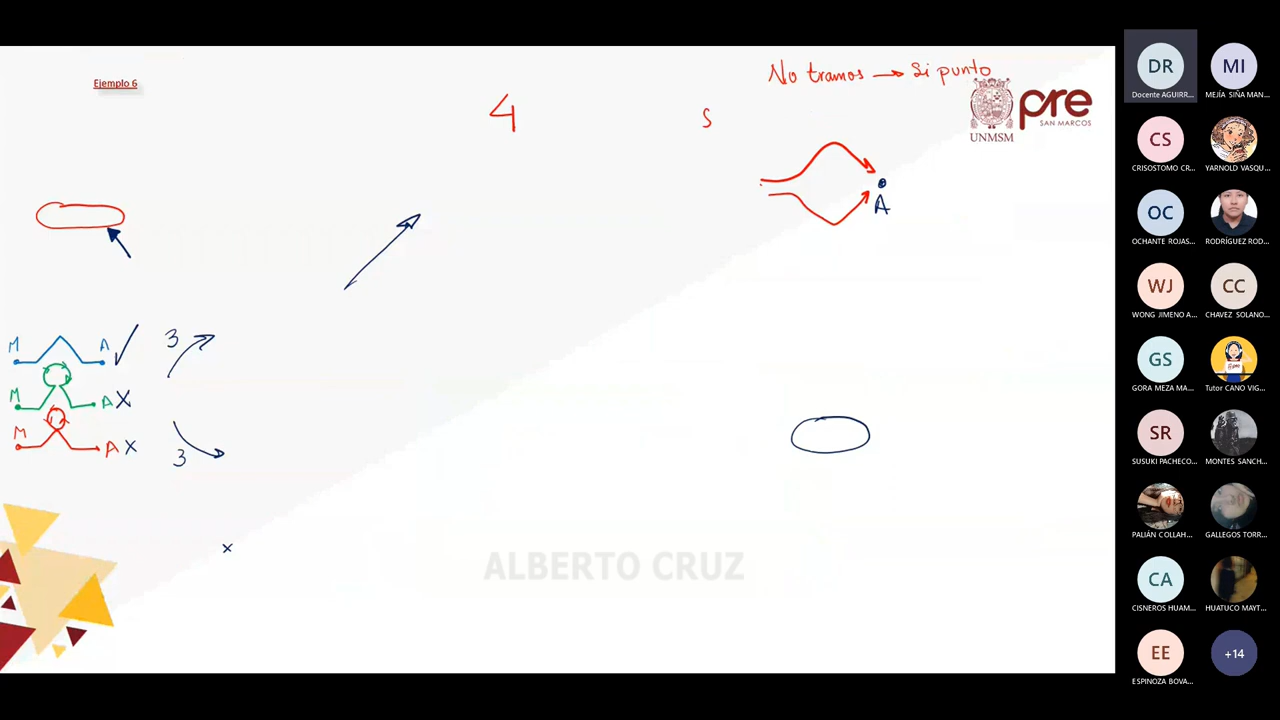 Ejemplo 6
No tramos → Si punto
4
S
pre
SAN MARCOS
UNMSM
A
M A
3
M A X
M A X
3
x
ALBERTO CRUZ
DR
Docente AGUIRR...
MI
MEJÍA SIÑA MAN...
CS
CRISOSTOMO CR...
YARNOLD VASQU...
OC
OCHANTE ROJAS...
RODRÍGUEZ ROD...
WJ
WONG JIMENO A...
CC
CHAVEZ SOLANO...
GS
GORA MEZA MA...
Tutor CANO VIG...
SR
SUSUKI PACHECO...
MONTES SANCH...
PALIÁN COLLAH...
GALLEGOS TORR...
CA
CISNEROS HUAM...
HUATUCO MAYT...
EE
ESPINOZA BOVA...
+14